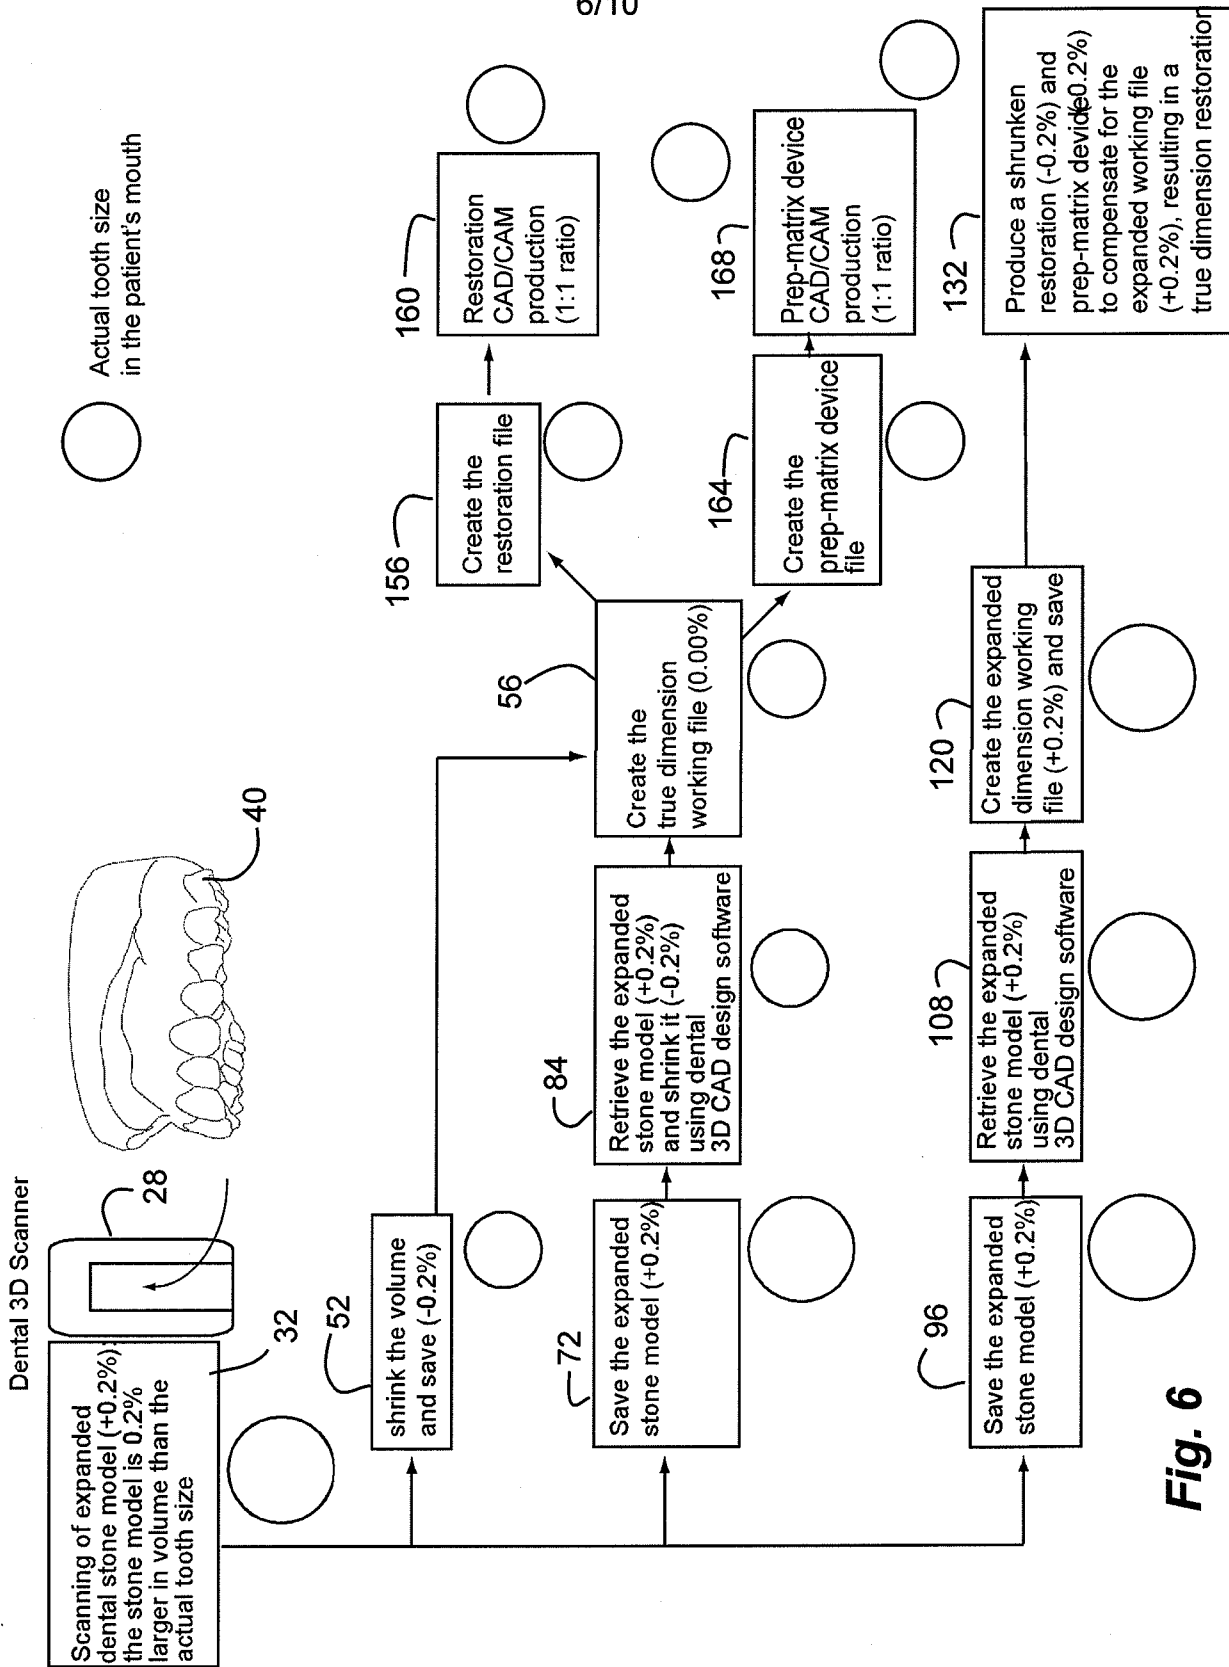 6/10
Actual tooth size
in the patient's mouth
Dental 3D Scanner
28
40
Scanning of expanded
dental stone model (+0.2%);
the stone model is 0.2%
larger in volume than the
actual tooth size
32
52
shrink the volume
and save (-0.2%)
72
Save the expanded
stone model (+0.2%)
84
Retrieve the expanded
stone model (+0.2%)
and shrink it (-0.2%)
using dental
3D CAD design software
56
Create the
true dimension
working file (0.00%)
156
Create the
restoration file
160
Restoration
CAD/CAM
production
(1:1 ratio)
164
Create the
prep-matrix device
file
168
Prep-matrix device
CAD/CAM
production
(1:1 ratio)
96
Save the expanded
stone model (+0.2%)
108
Retrieve the expanded
stone model (+0.2%)
using dental
3D CAD design software
120
Create the expanded
dimension working
file (+0.2%) and save
132
Produce a shrunken
restoration (-0.2%) and
prep-matrix devide(-0.2%)
to compensate for the
expanded working file
(+0.2%), resulting in a
true dimension restoration
Fig. 6